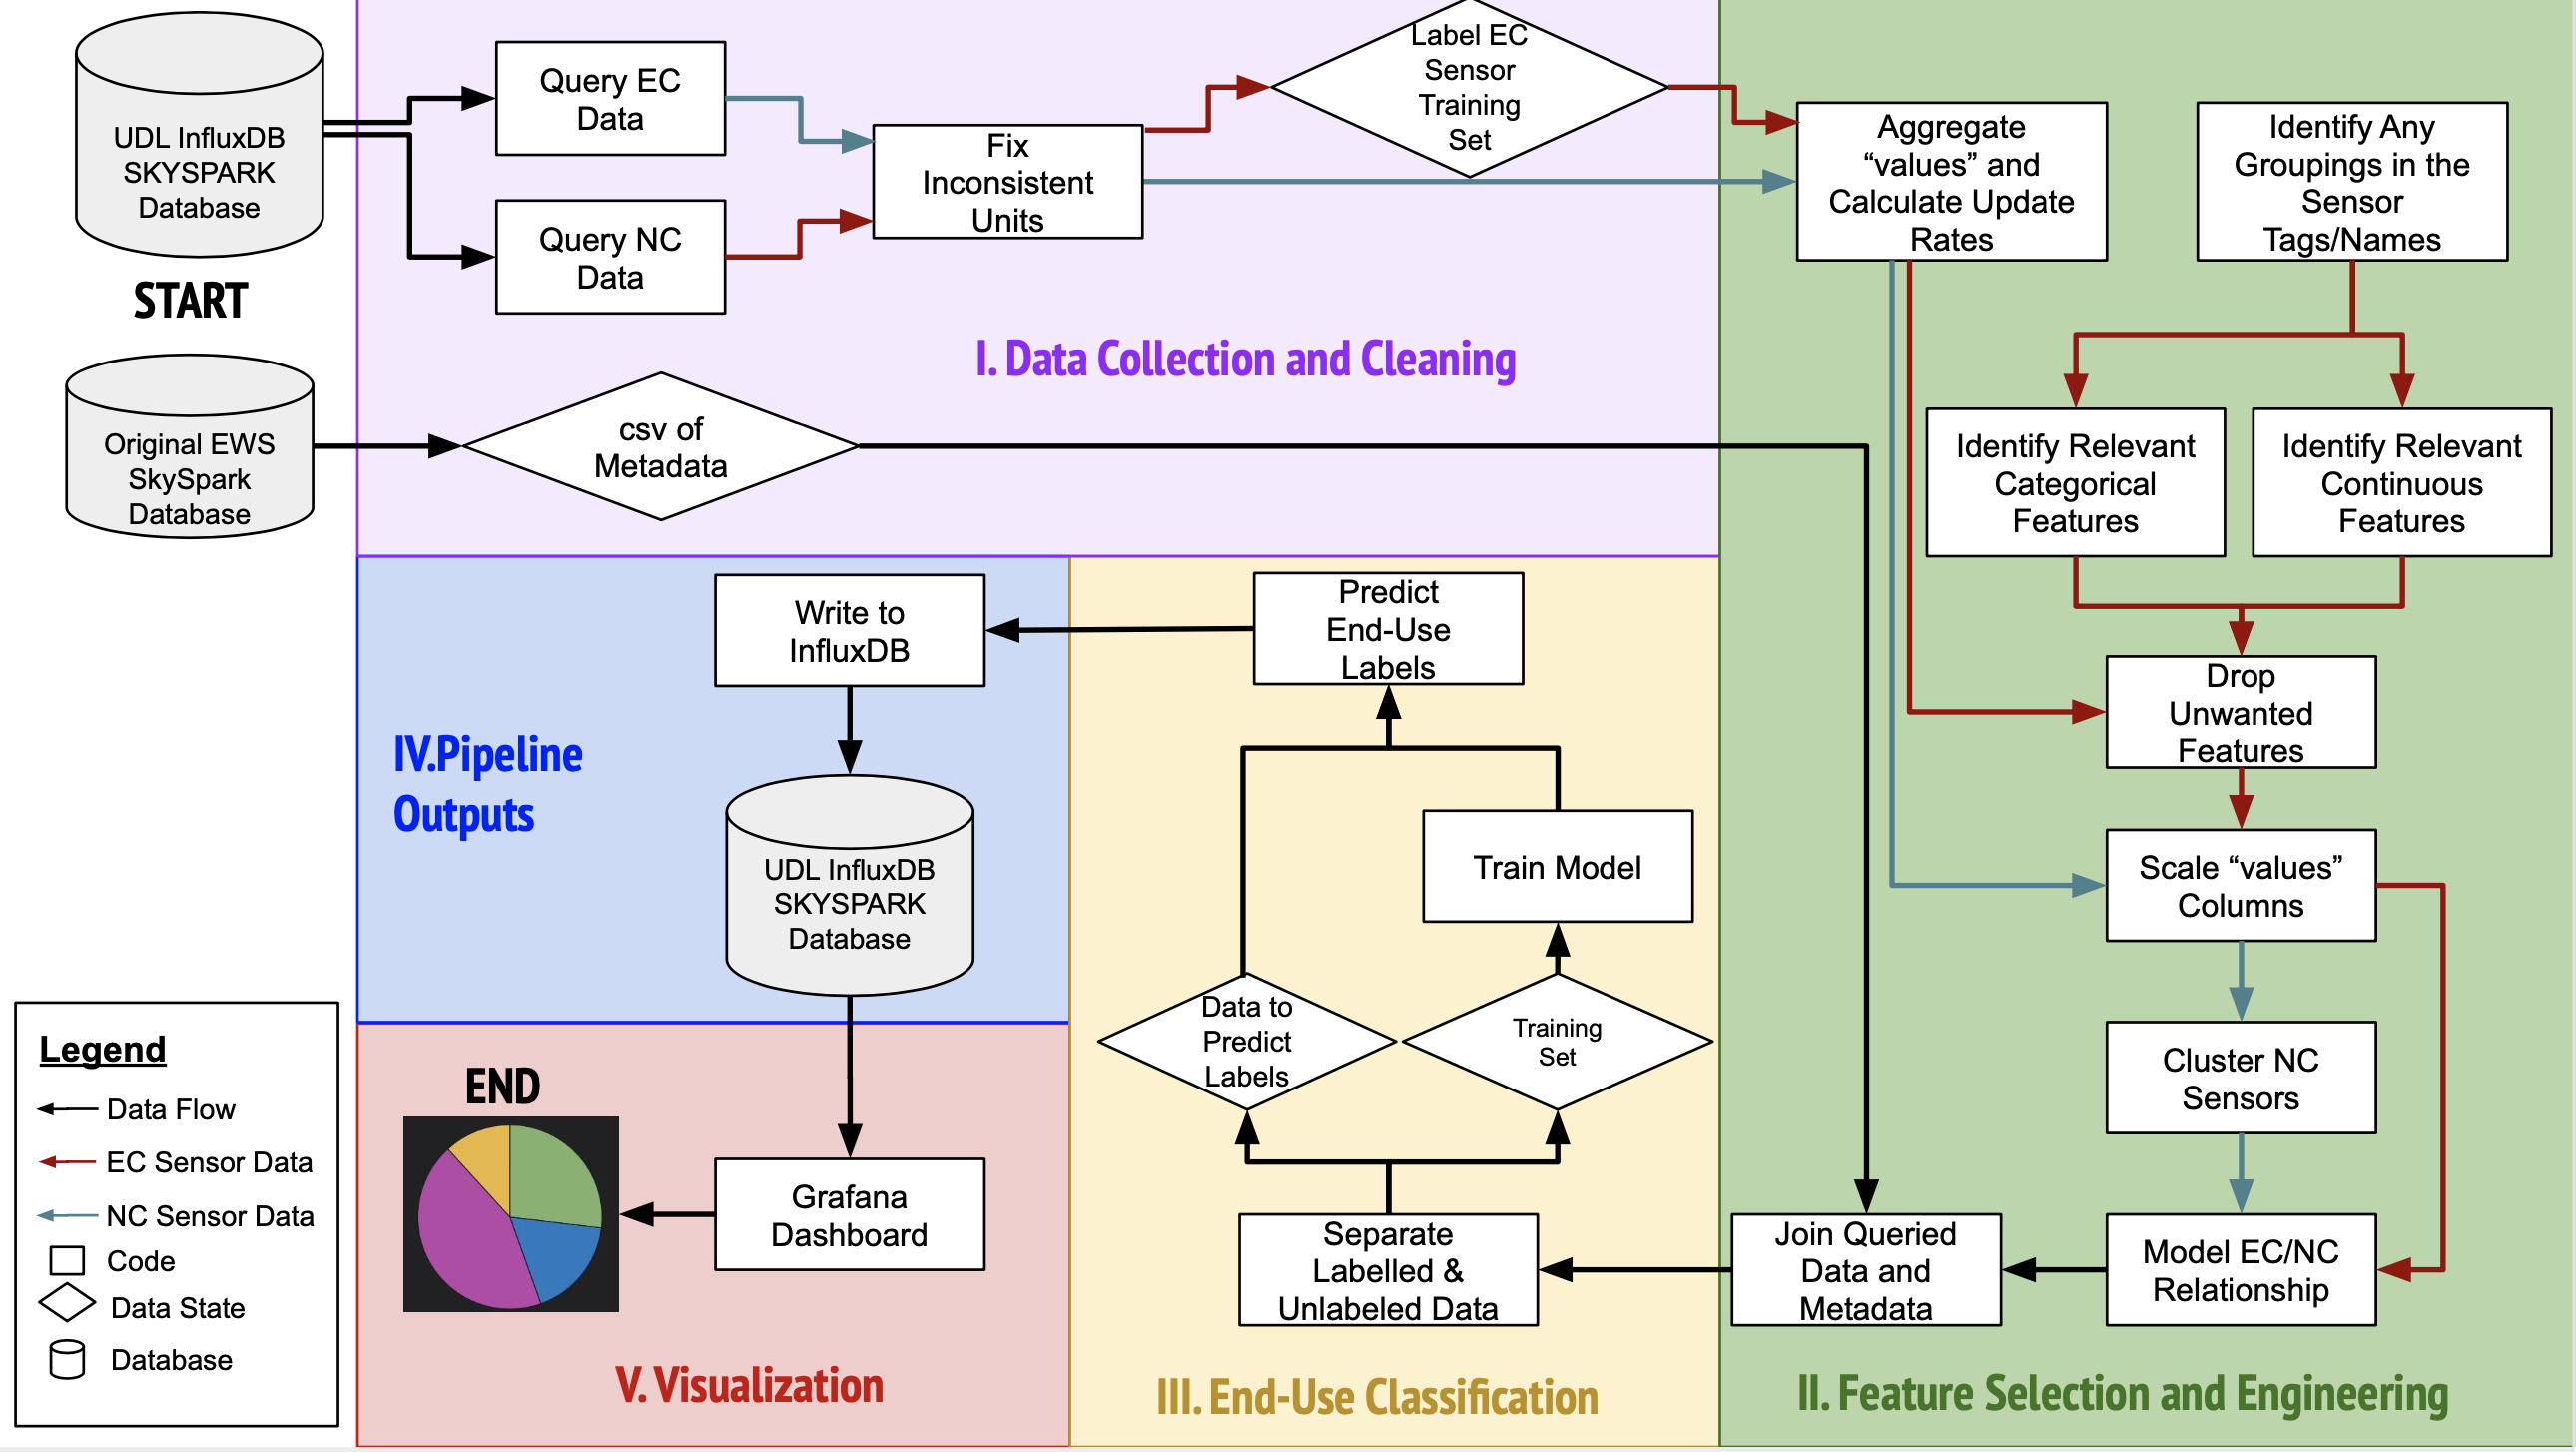 UDL InfluxDB
SKYSPARK
Database
START
Original EWS
SkySpark
Database
Query EC
Data
Query NC
Data
Fix
Inconsistent
Units
Label EC
Sensor
Training
Set
I. Data Collection and Cleaning
csv of
Metadata
Aggregate
“values” and
Calculate Update
Rates
Identify Any
Groupings in the
Sensor
Tags/Names
Identify Relevant
Categorical
Features
Identify Relevant
Continuous
Features
Drop
Unwanted
Features
Scale “values”
Columns
Cluster NC
Sensors
Model EC/NC
Relationship
Join Queried
Data and
Metadata
II. Feature Selection and Engineering
Separate
Labelled &
Unlabeled Data
Data to
Predict
Labels
Training
Set
Train Model
Predict
End-Use
Labels
III. End-Use Classification
Write to
InfluxDB
IV.Pipeline
Outputs
UDL InfluxDB
SKYSPARK
Database
END
Grafana
Dashboard
V. Visualization
Legend
Data Flow
EC Sensor Data
NC Sensor Data
Code
Data State
Database